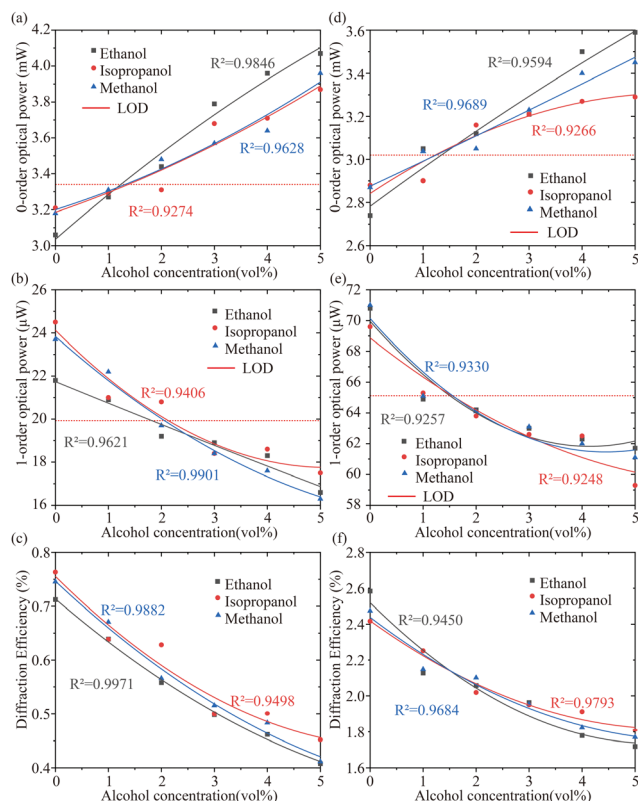 (a)
4.2
4.0
3.8
3.6
3.4
3.2
3.0
0-order optical power (mW)
Ethanol
Isopropanol
Methanol
LOD
R²=0.9846
R²=0.9628
R²=0.9274
0 1 2 3 4 5
Alcohol concentration(vol%)
(d)
3.6
3.4
3.2
3.0
2.8
2.6
0-order optical power (mW)
R²=0.9594
R²=0.9689
R²=0.9266
Ethanol
Isopropanol
Methanol
LOD
0 1 2 3 4 5
Alcohol concentration(vol%)
(b)
26
24
22
20
18
16
1-order optical power (μW)
Ethanol
Isopropanol
Methanol
LOD
R²=0.9406
R²=0.9621
R²=0.9901
0 1 2 3 4 5
Alcohol concentration(vol%)
(e)
72
70
68
66
64
62
60
58
1-order optical power (μW)
R²=0.9330
R²=0.9257
R²=0.9248
Ethanol
Isopropanol
Methanol
LOD
0 1 2 3 4 5
Alcohol concentration(vol%)
(c)
0.8
0.7
0.6
0.5
0.4
Diffraction Efficiency (%)
Ethanol
Isopropanol
Methanol
R²=0.9882
R²=0.9971
R²=0.9498
0 1 2 3 4 5
Alcohol concentration(vol%)
(f)
2.8
2.6
2.4
2.2
2.0
1.8
1.6
Diffraction Efficiency (%)
Ethanol
Isopropanol
Methanol
R²=0.9450
R²=0.9793
R²=0.9684
0 1 2 3 4 5
Alcohol concentration(vol%)